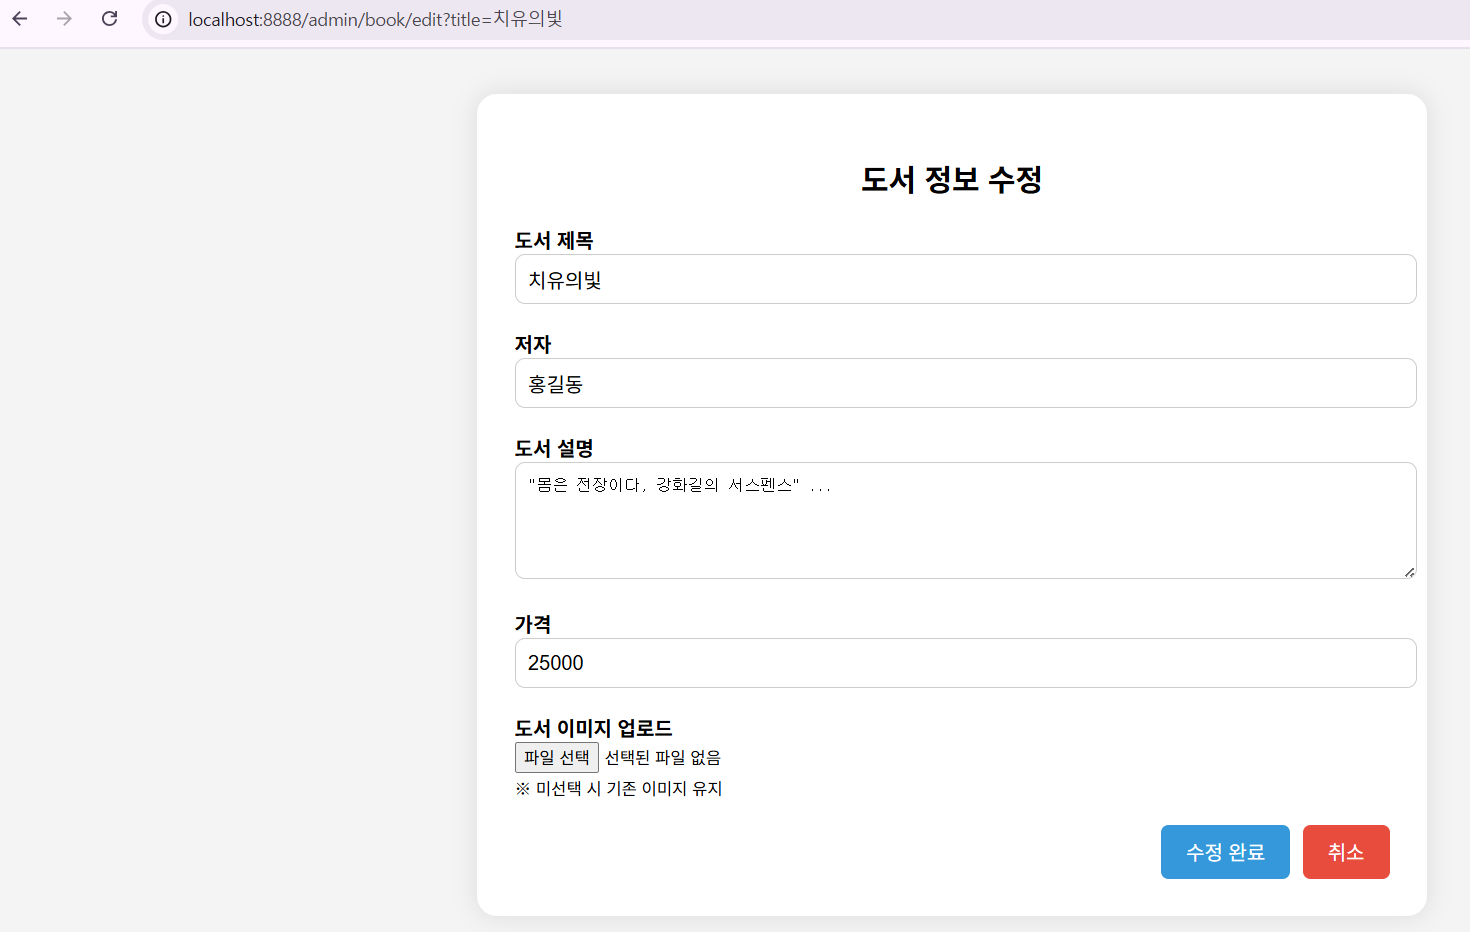 localhost:8888/admin/book/edit?title=치유의빛
도서 정보 수정
도서 제목
치유의빛
저자
홍길동
도서 설명
"몸은 전장이다, 강화길의 서스펜스" ...
가격
25000
도서 이미지 업로드
파일 선택 선택된 파일 없음
※ 미선택 시 기존 이미지 유지
수정 완료 취소